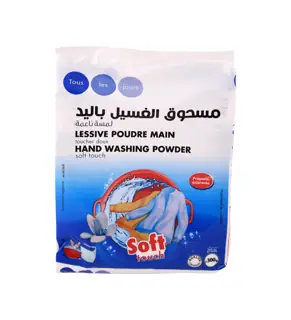 Tous les jours
مسحوق الغسيل باليد
لمسة ناعمة
LESSIVE POUDRE MAIN
toucher doux
HAND WASHING POWDER
soft touch
Soft
touch